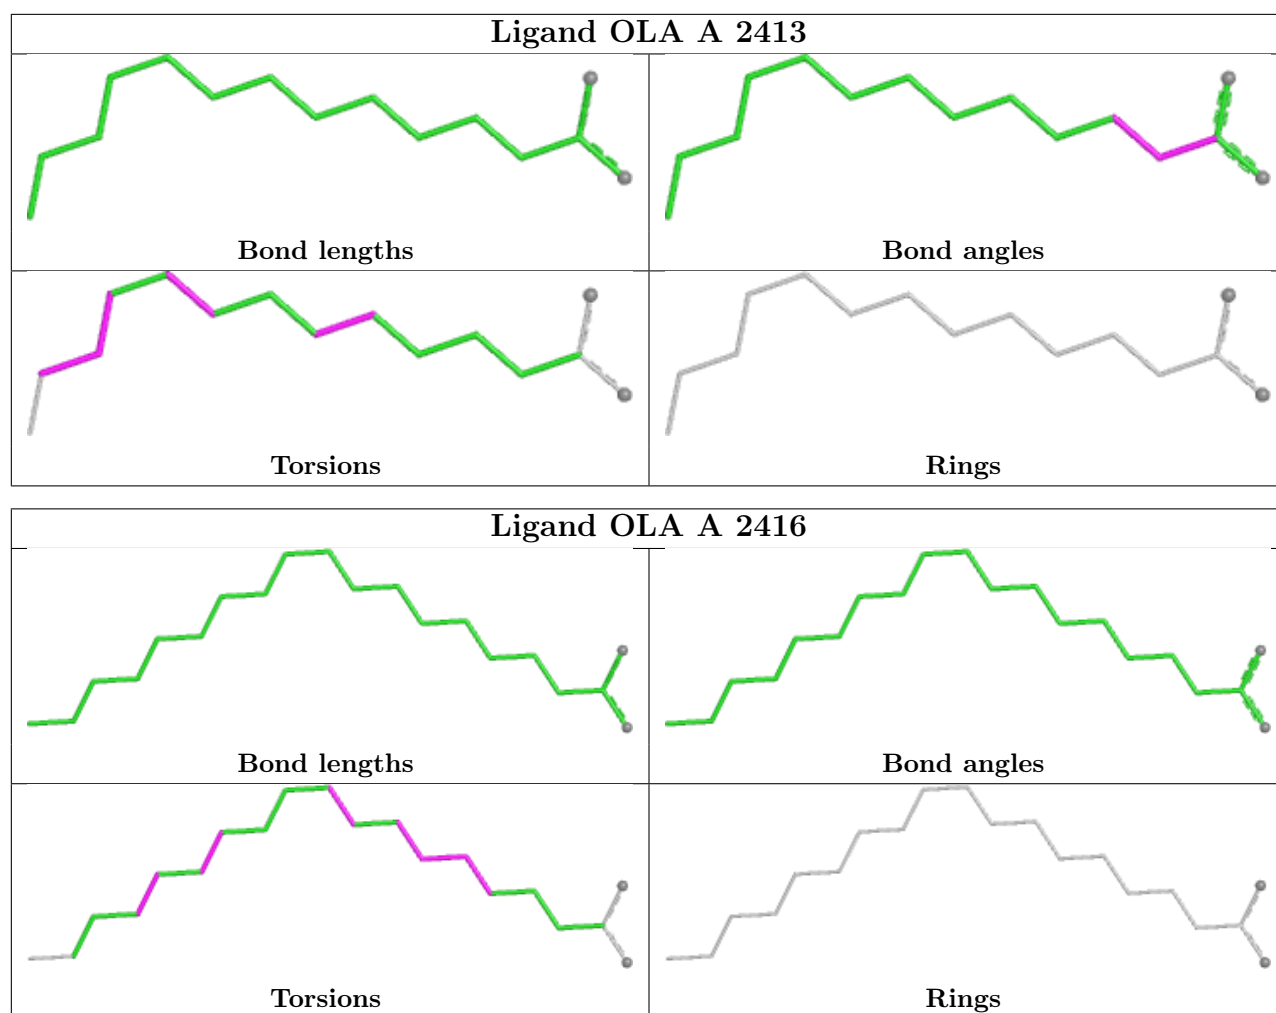 Ligand OLA A 2413
Bond lengths
Bond angles
Torsions
Rings
Ligand OLA A 2416
Bond lengths
Bond angles
Torsions
Rings